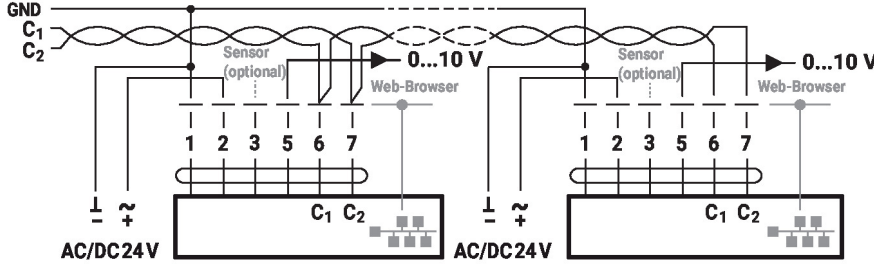 GND
C1
C2
Sensor
(optional)
0...10 V
Web-Browser
Sensor
(optional)
0...10 V
Web-Browser
1 2 3 5 6 7
1 2 3 5 6 7
⊥ ~
− +
C1 C2
AC/DC 24 V
⊥ ~
− +
C1 C2
AC/DC 24 V